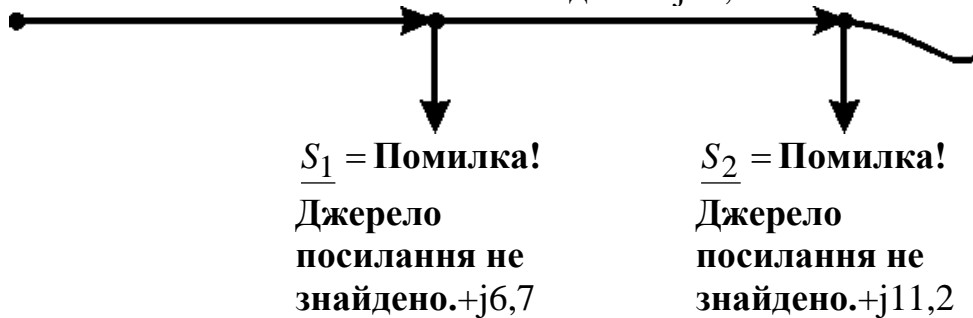 S1 = Помилка!
Джерело
посилання не
знайдено.+j6,7
S2 = Помилка!
Джерело
посилання не
знайдено.+j11,2